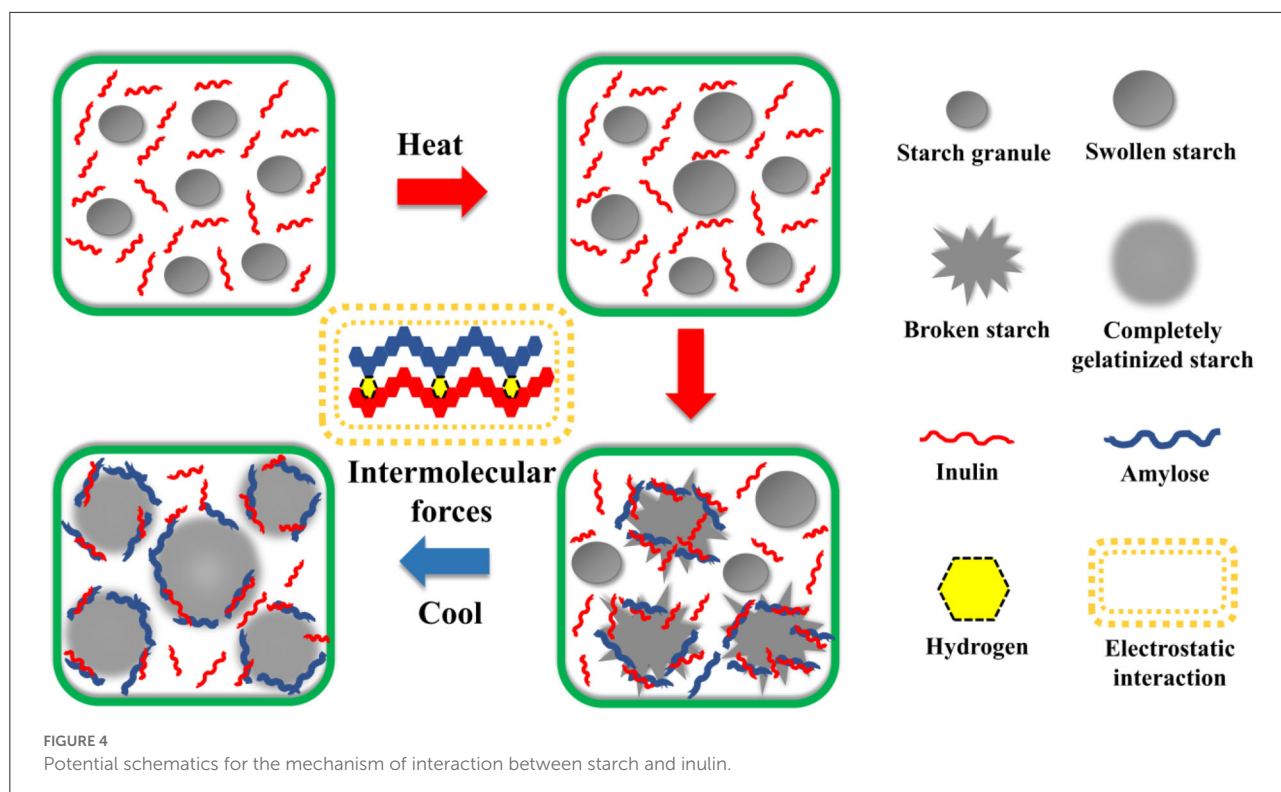 Heat
Intermolecular
forces
Cool
Starch granule
Swollen starch
Broken starch
Completely
gelatinized starch
Inulin
Amylose
Hydrogen
Electrostatic
interaction
FIGURE 4
Potential schematics for the mechanism of interaction between starch and inulin.